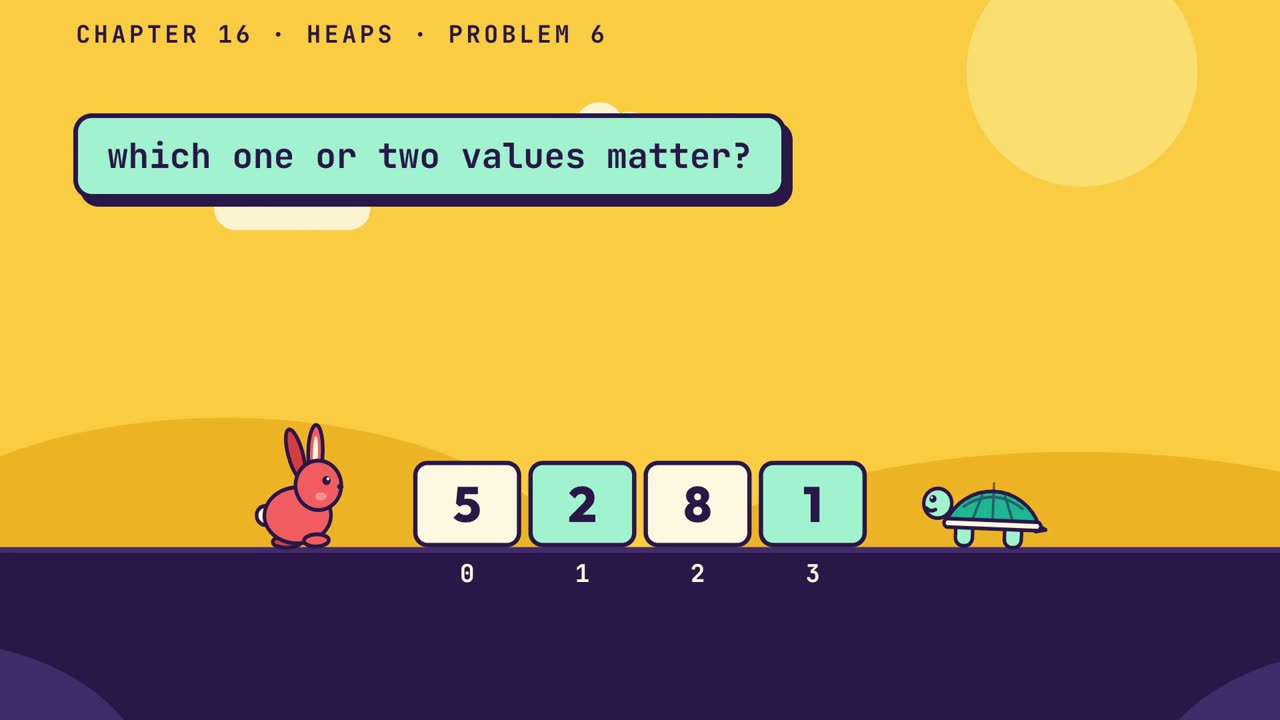 CHAPTER 16 · HEAPS · PROBLEM 6
which one or two values matter?
5 2 8 1
0 1 2 3